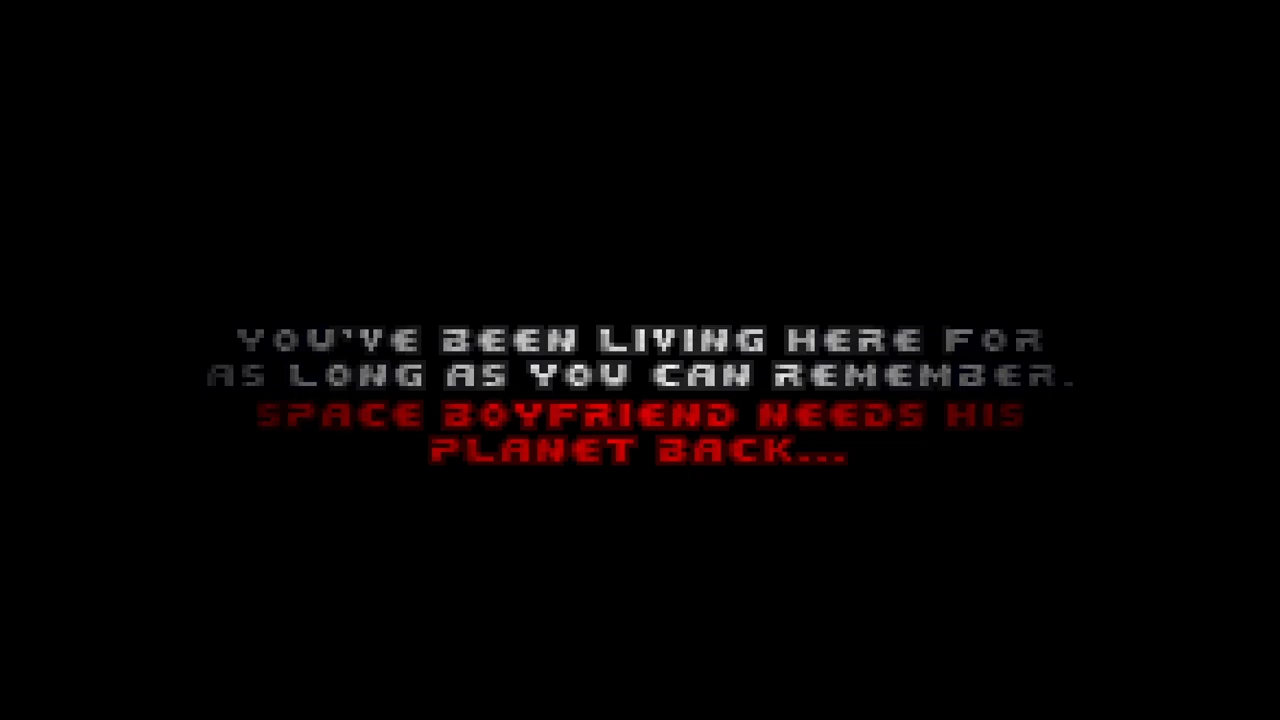 YOU'VE BEEN LIVING HERE FOR
AS LONG AS YOU CAN REMEMBER.
SPACE BOYFRIEND NEEDS HIS
PLANET BACK...